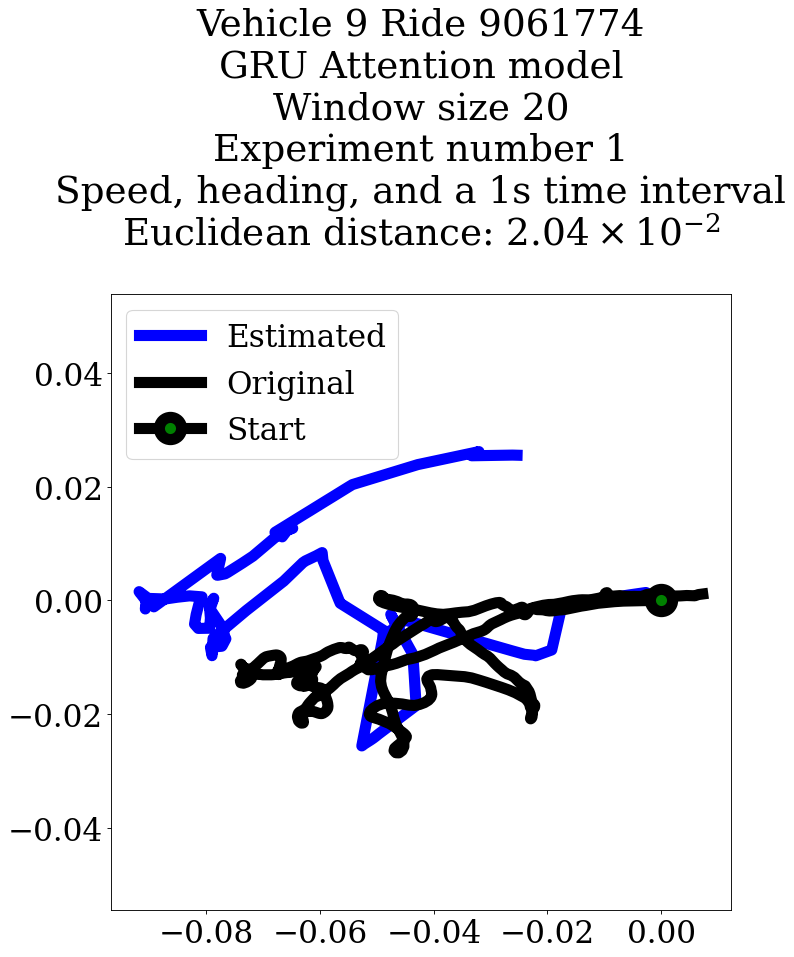 Vehicle 9 Ride 9061774
GRU Attention model
Window size 20
Experiment number 1
Speed, heading, and a 1s time interval
Euclidean distance: 2.04 × 10⁻²
Estimated
Original
Start
0.04
0.02
0.00
−0.02
−0.04
−0.08 −0.06 −0.04 −0.02 0.00